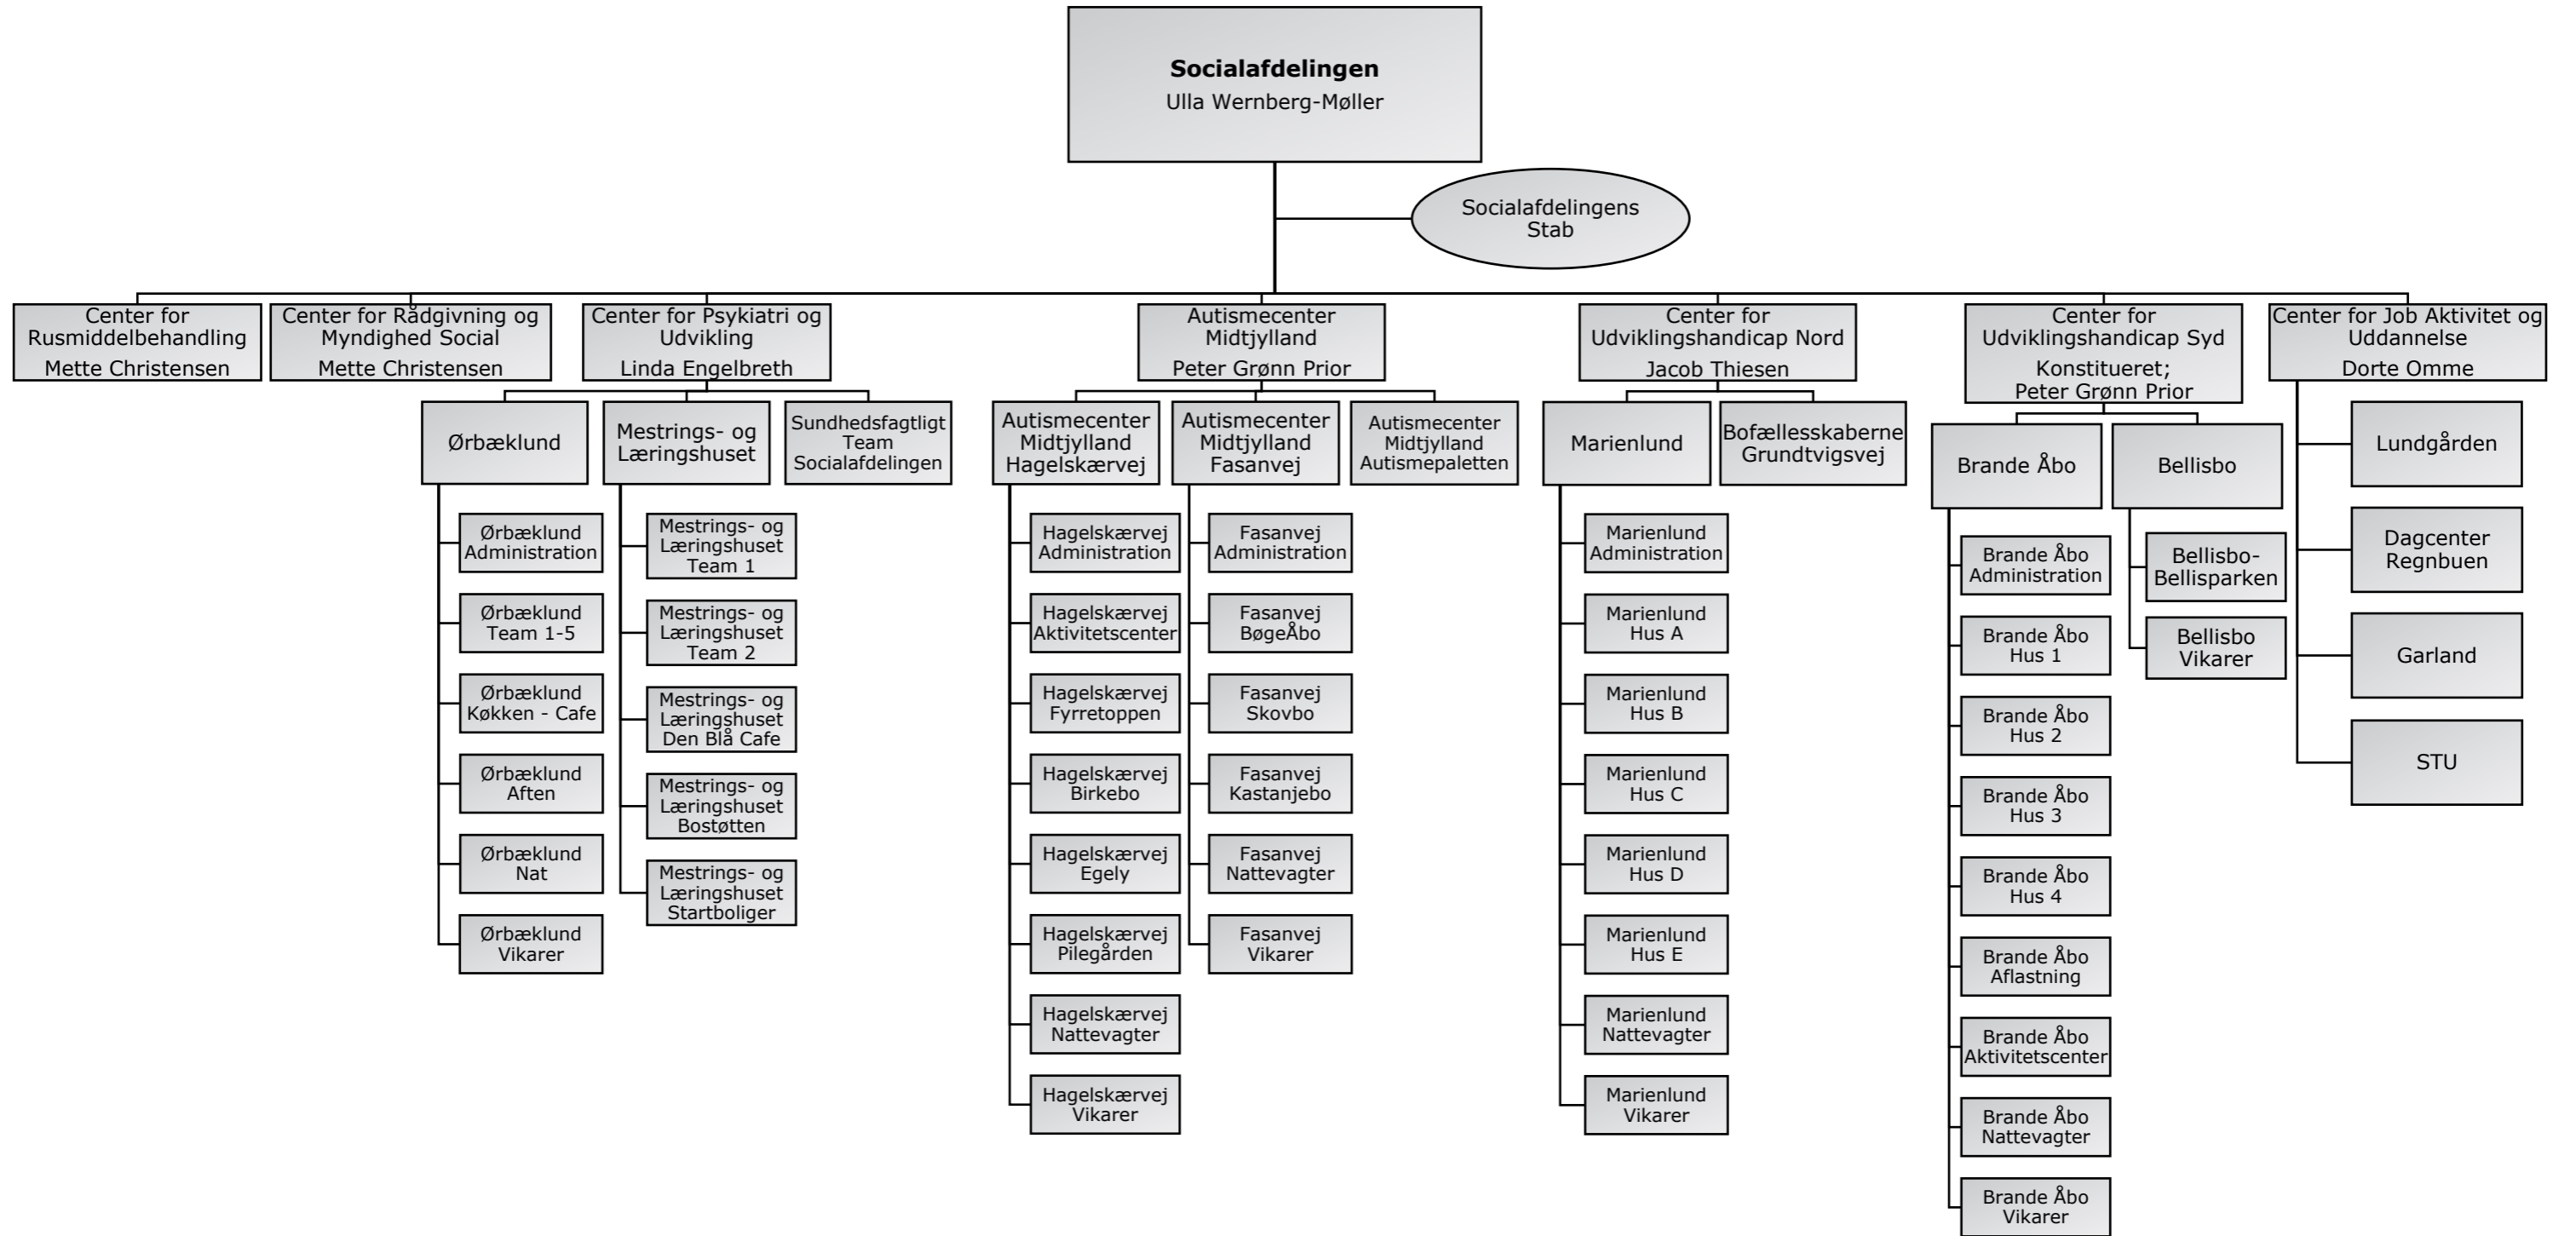 Socialafdelingen
Ulla Wernberg-Møller
Socialafdelingens
Stab
Center for
Rusmiddelbehandling
Mette Christensen
Center for Rådgivning og
Myndighed Social
Mette Christensen
Center for Psykiatri og
Udvikling
Linda Engelbreth
Autismecenter
Midtjylland
Peter Grønn Prior
Center for
Udviklingshandicap Nord
Jacob Thiesen
Center for
Udviklingshandicap Syd
Konstitueret;
Peter Grønn Prior
Center for Job Aktivitet og
Uddannelse
Dorte Omme
Ørbæklund
Mestrings- og
Læringshuset
Sundhedsfagtligt
Team
Socialafdelingen
Autismecenter
Midtjylland
Hagelskærvej
Autismecenter
Midtjylland
Fasanvej
Autismecenter
Midtjylland
Autismepaletten
Marienlund
Bofællesskaberne
Grundtvigsvej
Brande Åbo
Bellisbo
Lundgården
Dagcenter
Regnbuen
Garland
STU
Ørbæklund
Administration
Ørbæklund
Team 1-5
Ørbæklund
Køkken - Cafe
Ørbæklund
Aften
Ørbæklund
Nat
Ørbæklund
Vikarer
Mestrings- og
Læringshuset
Team 1
Mestrings- og
Læringshuset
Team 2
Mestrings- og
Læringshuset
Den Blå Cafe
Mestrings- og
Læringshuset
Bostøtten
Mestrings- og
Læringshuset
Startboliger
Hagelskærvej
Administration
Hagelskærvej
Aktivitetscenter
Hagelskærvej
Fyrretoppen
Hagelskærvej
Birkebo
Hagelskærvej
Egely
Hagelskærvej
Pilegården
Hagelskærvej
Nattevagter
Hagelskærvej
Vikarer
Fasanvej
Administration
Fasanvej
BøgeÅbo
Fasanvej
Skovbo
Fasanvej
Kastanjebo
Fasanvej
Nattevagter
Fasanvej
Vikarer
Marienlund
Administration
Marienlund
Hus A
Marienlund
Hus B
Marienlund
Hus C
Marienlund
Hus D
Marienlund
Hus E
Marienlund
Nattevagter
Marienlund
Vikarer
Brande Åbo
Administration
Brande Åbo
Hus 1
Brande Åbo
Hus 2
Brande Åbo
Hus 3
Brande Åbo
Hus 4
Brande Åbo
Aflastning
Brande Åbo
Aktivitetscenter
Brande Åbo
Nattevagter
Brande Åbo
Vikarer
Bellisbo-
Bellisparken
Bellisbo
Vikarer